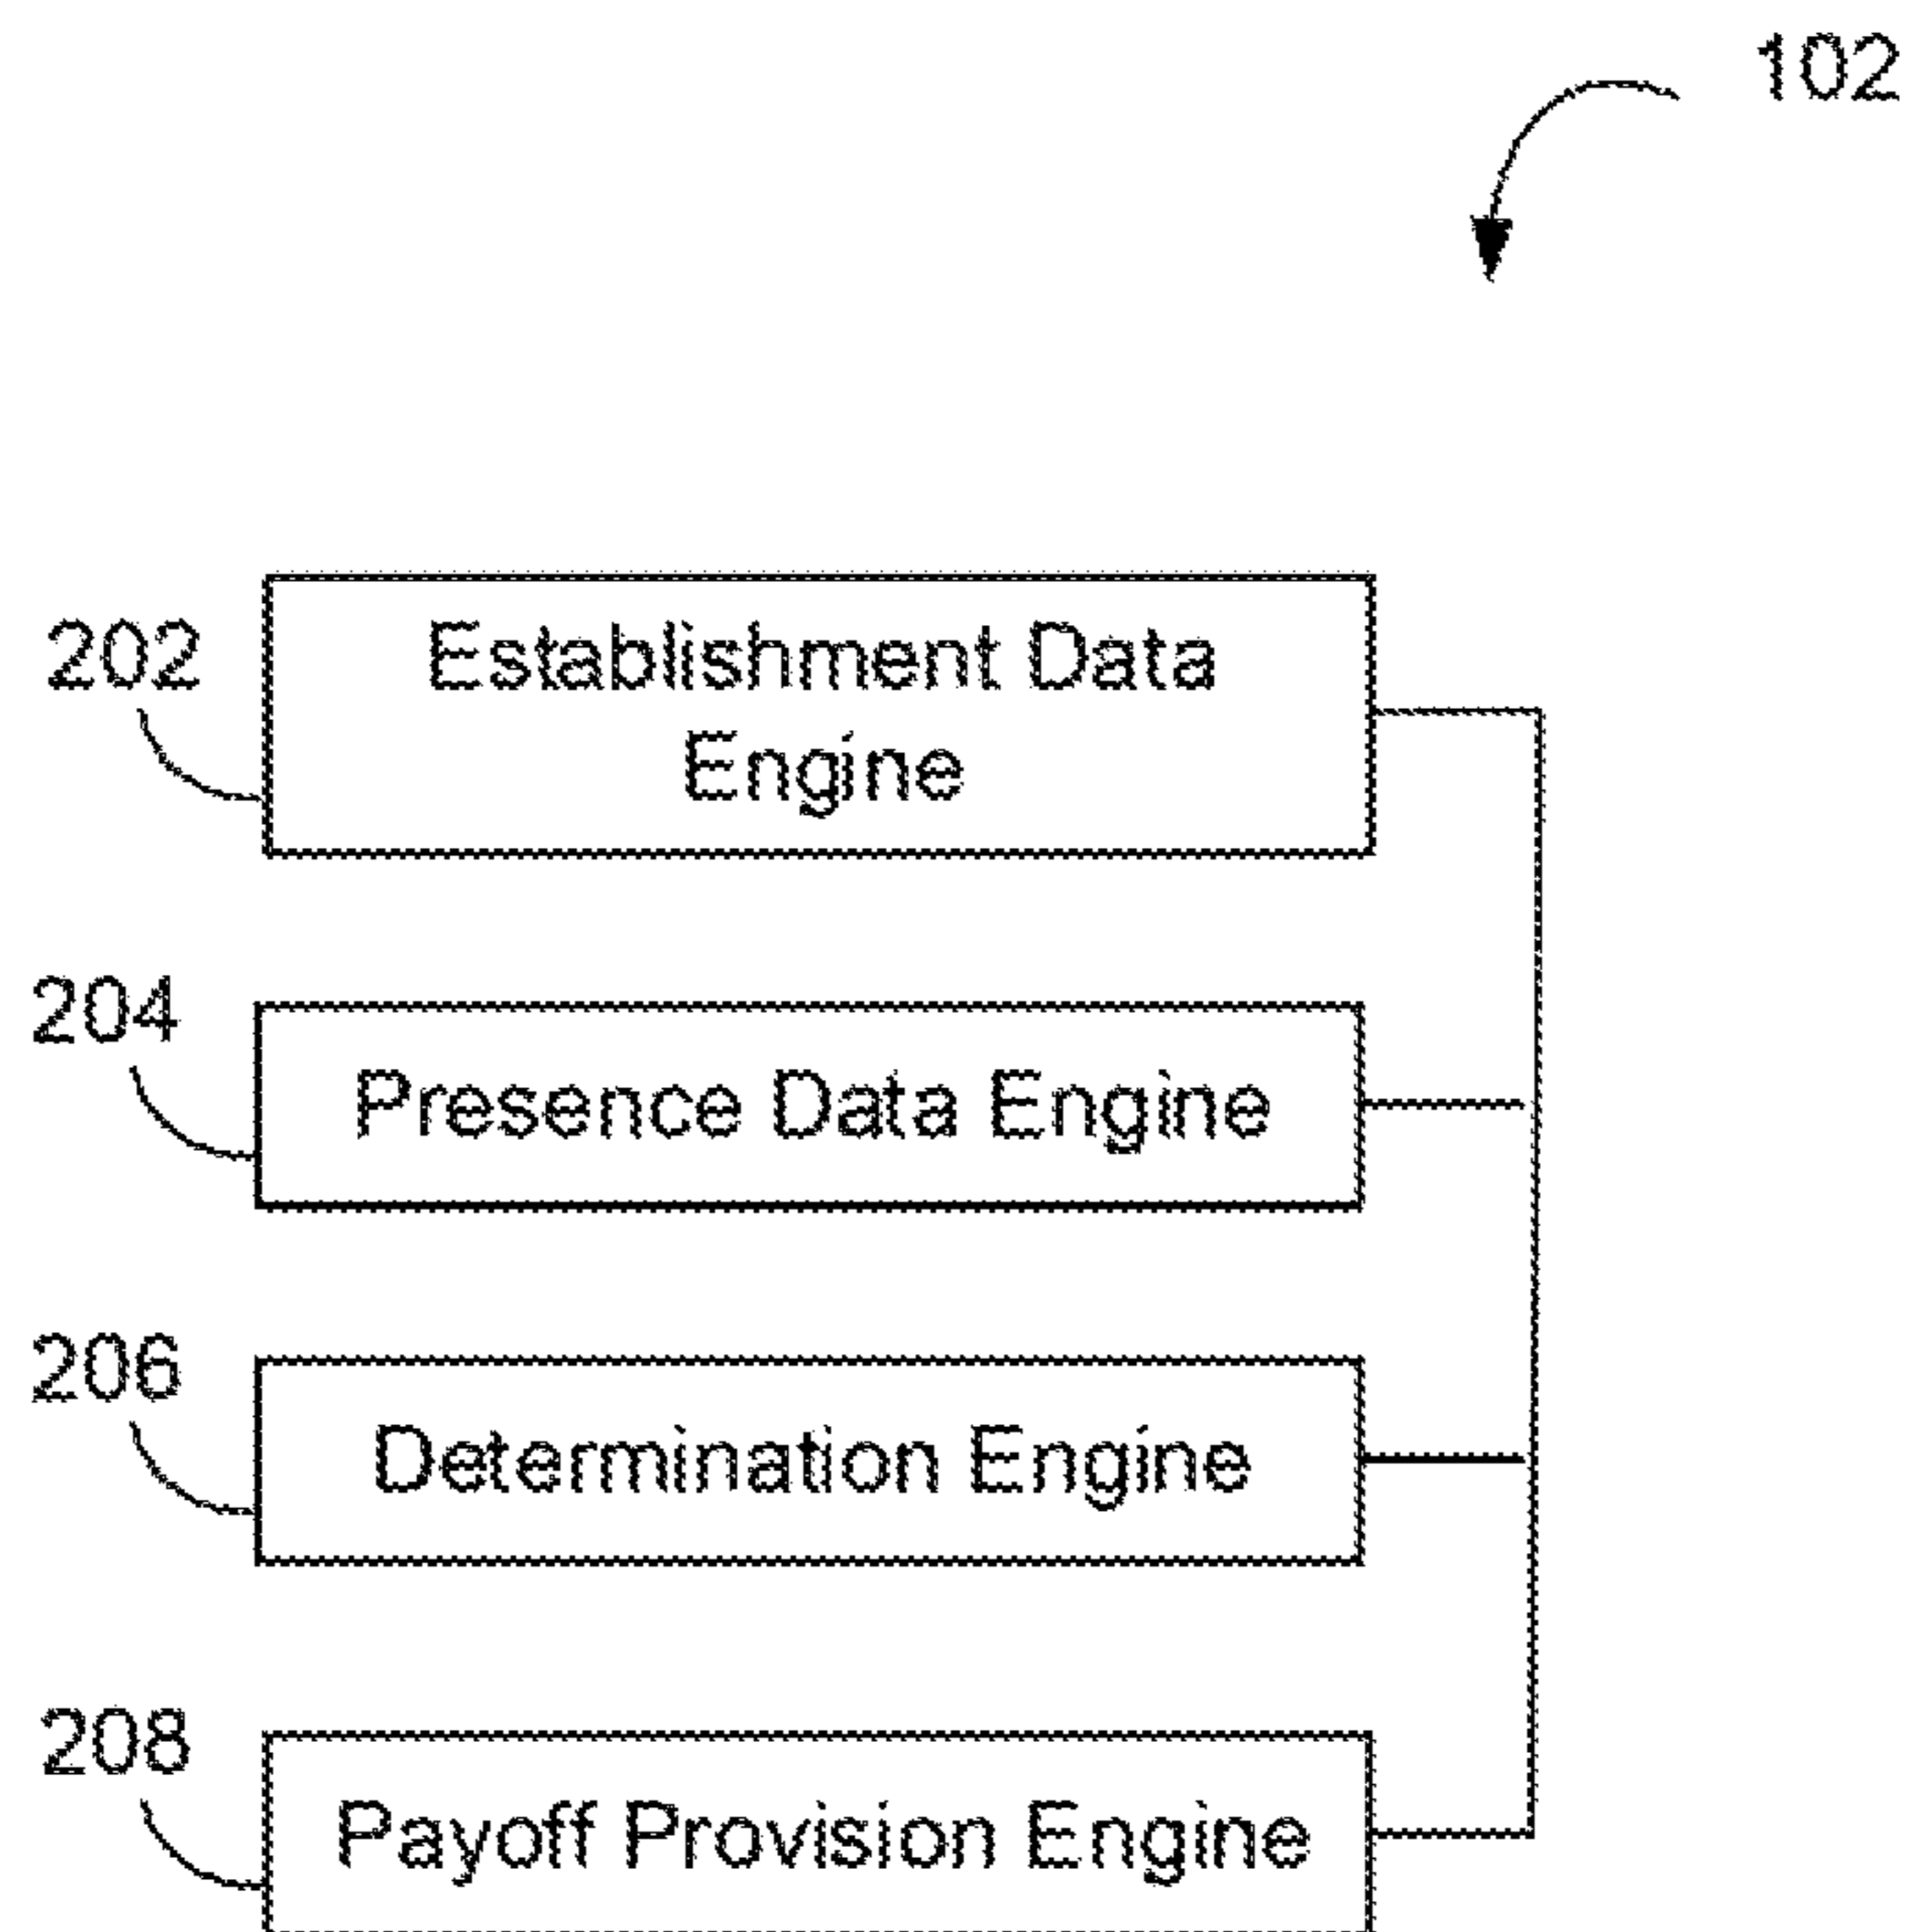 102
202
Establishment Data
Engine
204
Presence Data Engine
206
Determination Engine
208
Payoff Provision Engine